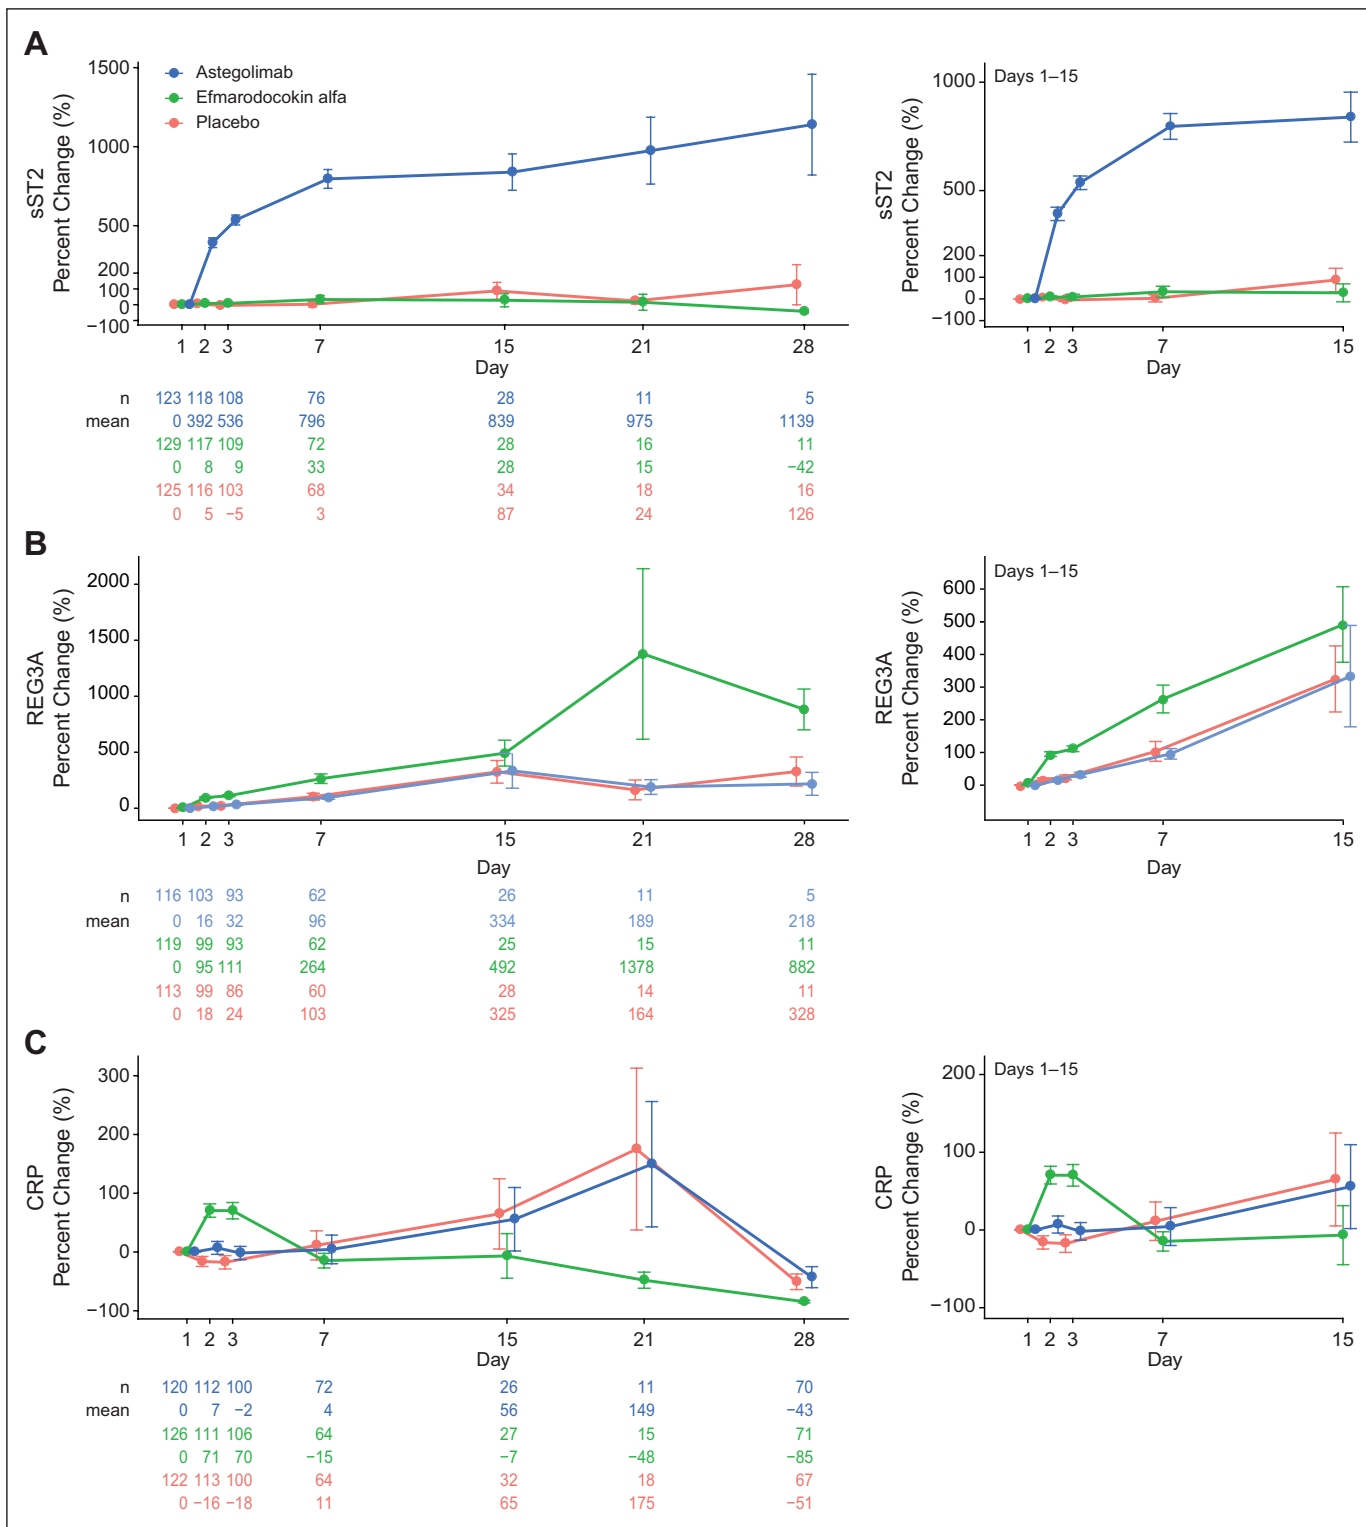 A
sST2
Percent Change (%)
1500
1000
500
200
100
0
−100
Astegolimab
Efmarodocokin alfa
Placebo
1 2 3 7 15 21 28
Day
n 123 118 108 76 28 11 5
mean 0 392 536 796 839 975 1139
129 117 109 72 28 16 11
0 8 9 33 28 15 −42
125 116 103 68 34 18 16
0 5 −5 3 87 24 126
sST2
Percent Change (%)
Days 1–15
1000
500
200
100
0
−100
1 2 3 7 15
Day
B
REG3A
Percent Change (%)
2000
1500
1000
500
0
1 2 3 7 15 21 28
Day
n 116 103 93 62 26 11 5
mean 0 16 32 96 334 189 218
119 99 93 62 25 15 11
0 95 111 264 492 1378 882
113 99 86 60 28 14 11
0 18 24 103 325 164 328
REG3A
Percent Change (%)
Days 1–15
600
500
400
300
200
100
0
1 2 3 7 15
Day
C
CRP
Percent Change (%)
300
200
100
0
−100
1 2 3 7 15 21 28
Day
n 120 112 100 72 26 11 70
mean 0 7 −2 4 56 149 −43
126 111 106 64 27 15 71
0 71 70 −15 −7 −48 −85
122 113 100 64 32 18 67
0 −16 −18 11 65 175 −51
CRP
Percent Change (%)
Days 1–15
200
100
0
−100
1 2 3 7 15
Day